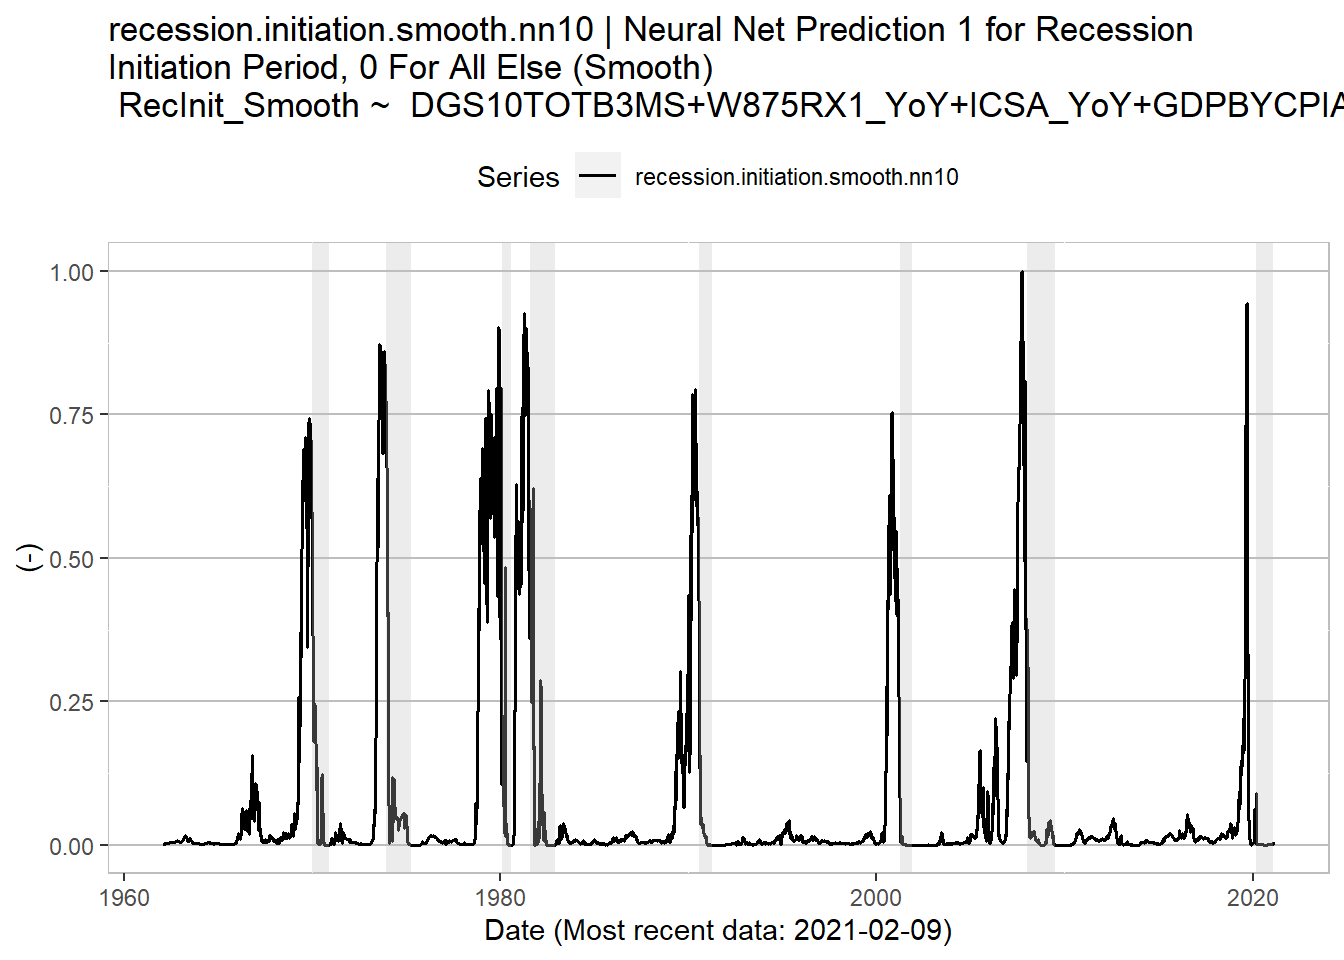 recession.initiation.smooth.nn10 | Neural Net Prediction 1 for Recession
Initiation Period, 0 For All Else (Smooth)
RecInit_Smooth ~ DGS10TOTB3MS+W875RX1_YoY+ICSA_YoY+GDPBYCPIA
Series
recession.initiation.smooth.nn10
1.00
0.75
0.50
0.25
0.00
(-)
1960
1980
2000
2020
Date (Most recent data: 2021-02-09)